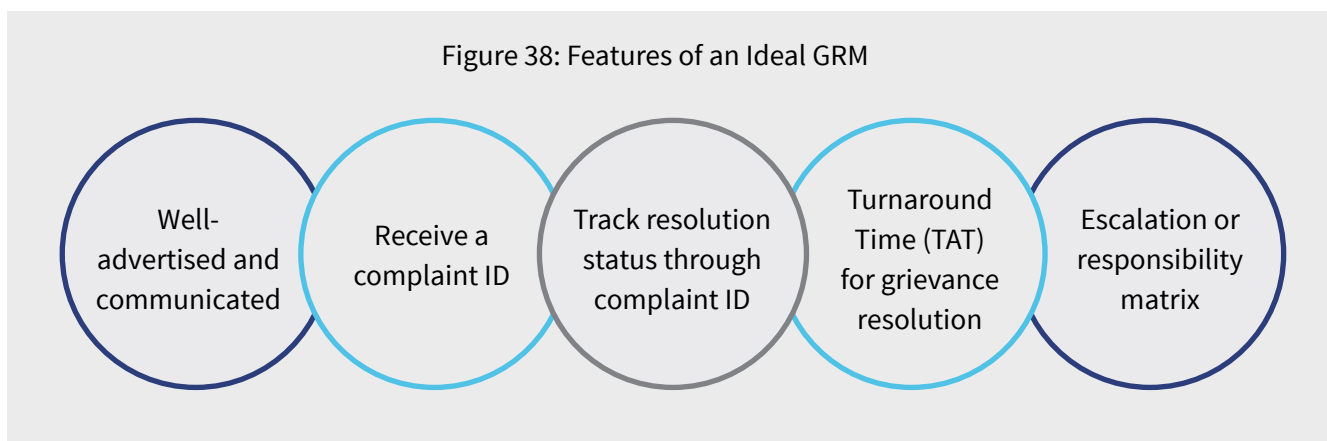 Figure 38: Features of an Ideal GRM
Well-
advertised and
communicated
Receive a
complaint ID
Track resolution
status through
complaint ID
Turnaround
Time (TAT)
for grievance
resolution
Escalation or
responsibility
matrix